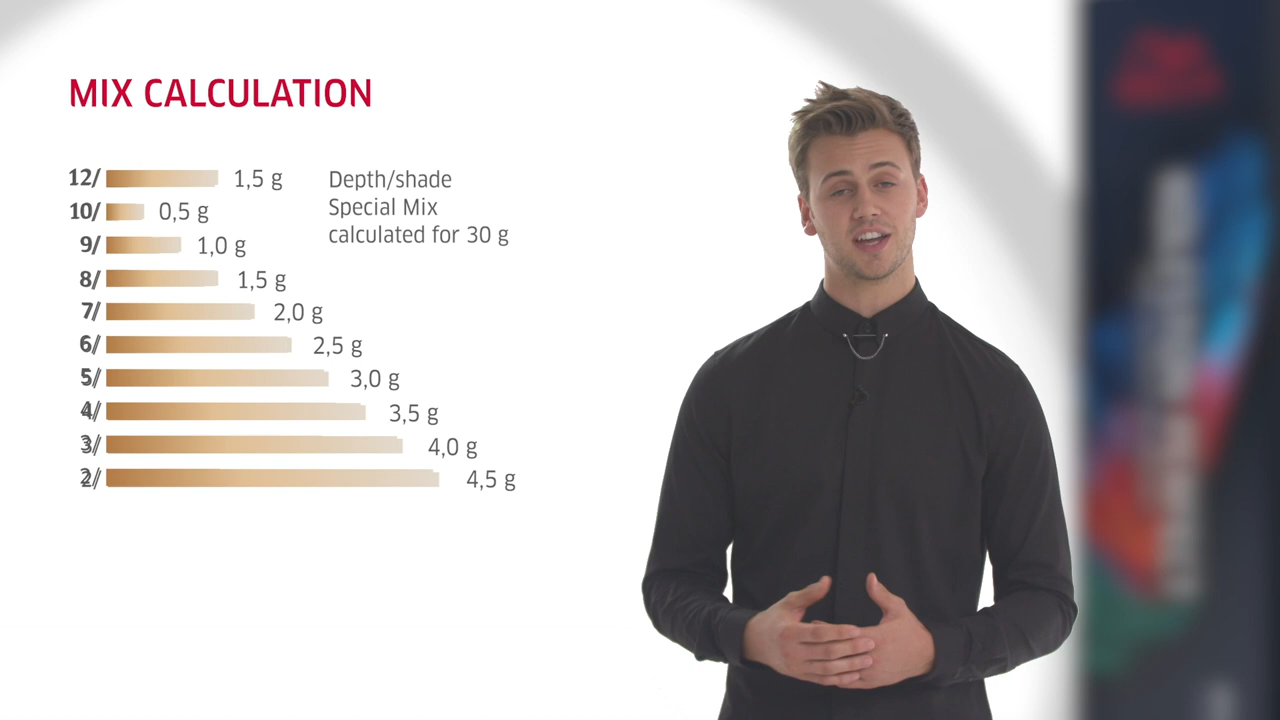 MIX CALCULATION
12/ 1,5 g
10/ 0,5 g
9/ 1,0 g
8/ 1,5 g
7/ 2,0 g
6/ 2,5 g
5/ 3,0 g
4/ 3,5 g
3/ 4,0 g
2/ 4,5 g
Depth/shade
Special Mix
calculated for 30 g